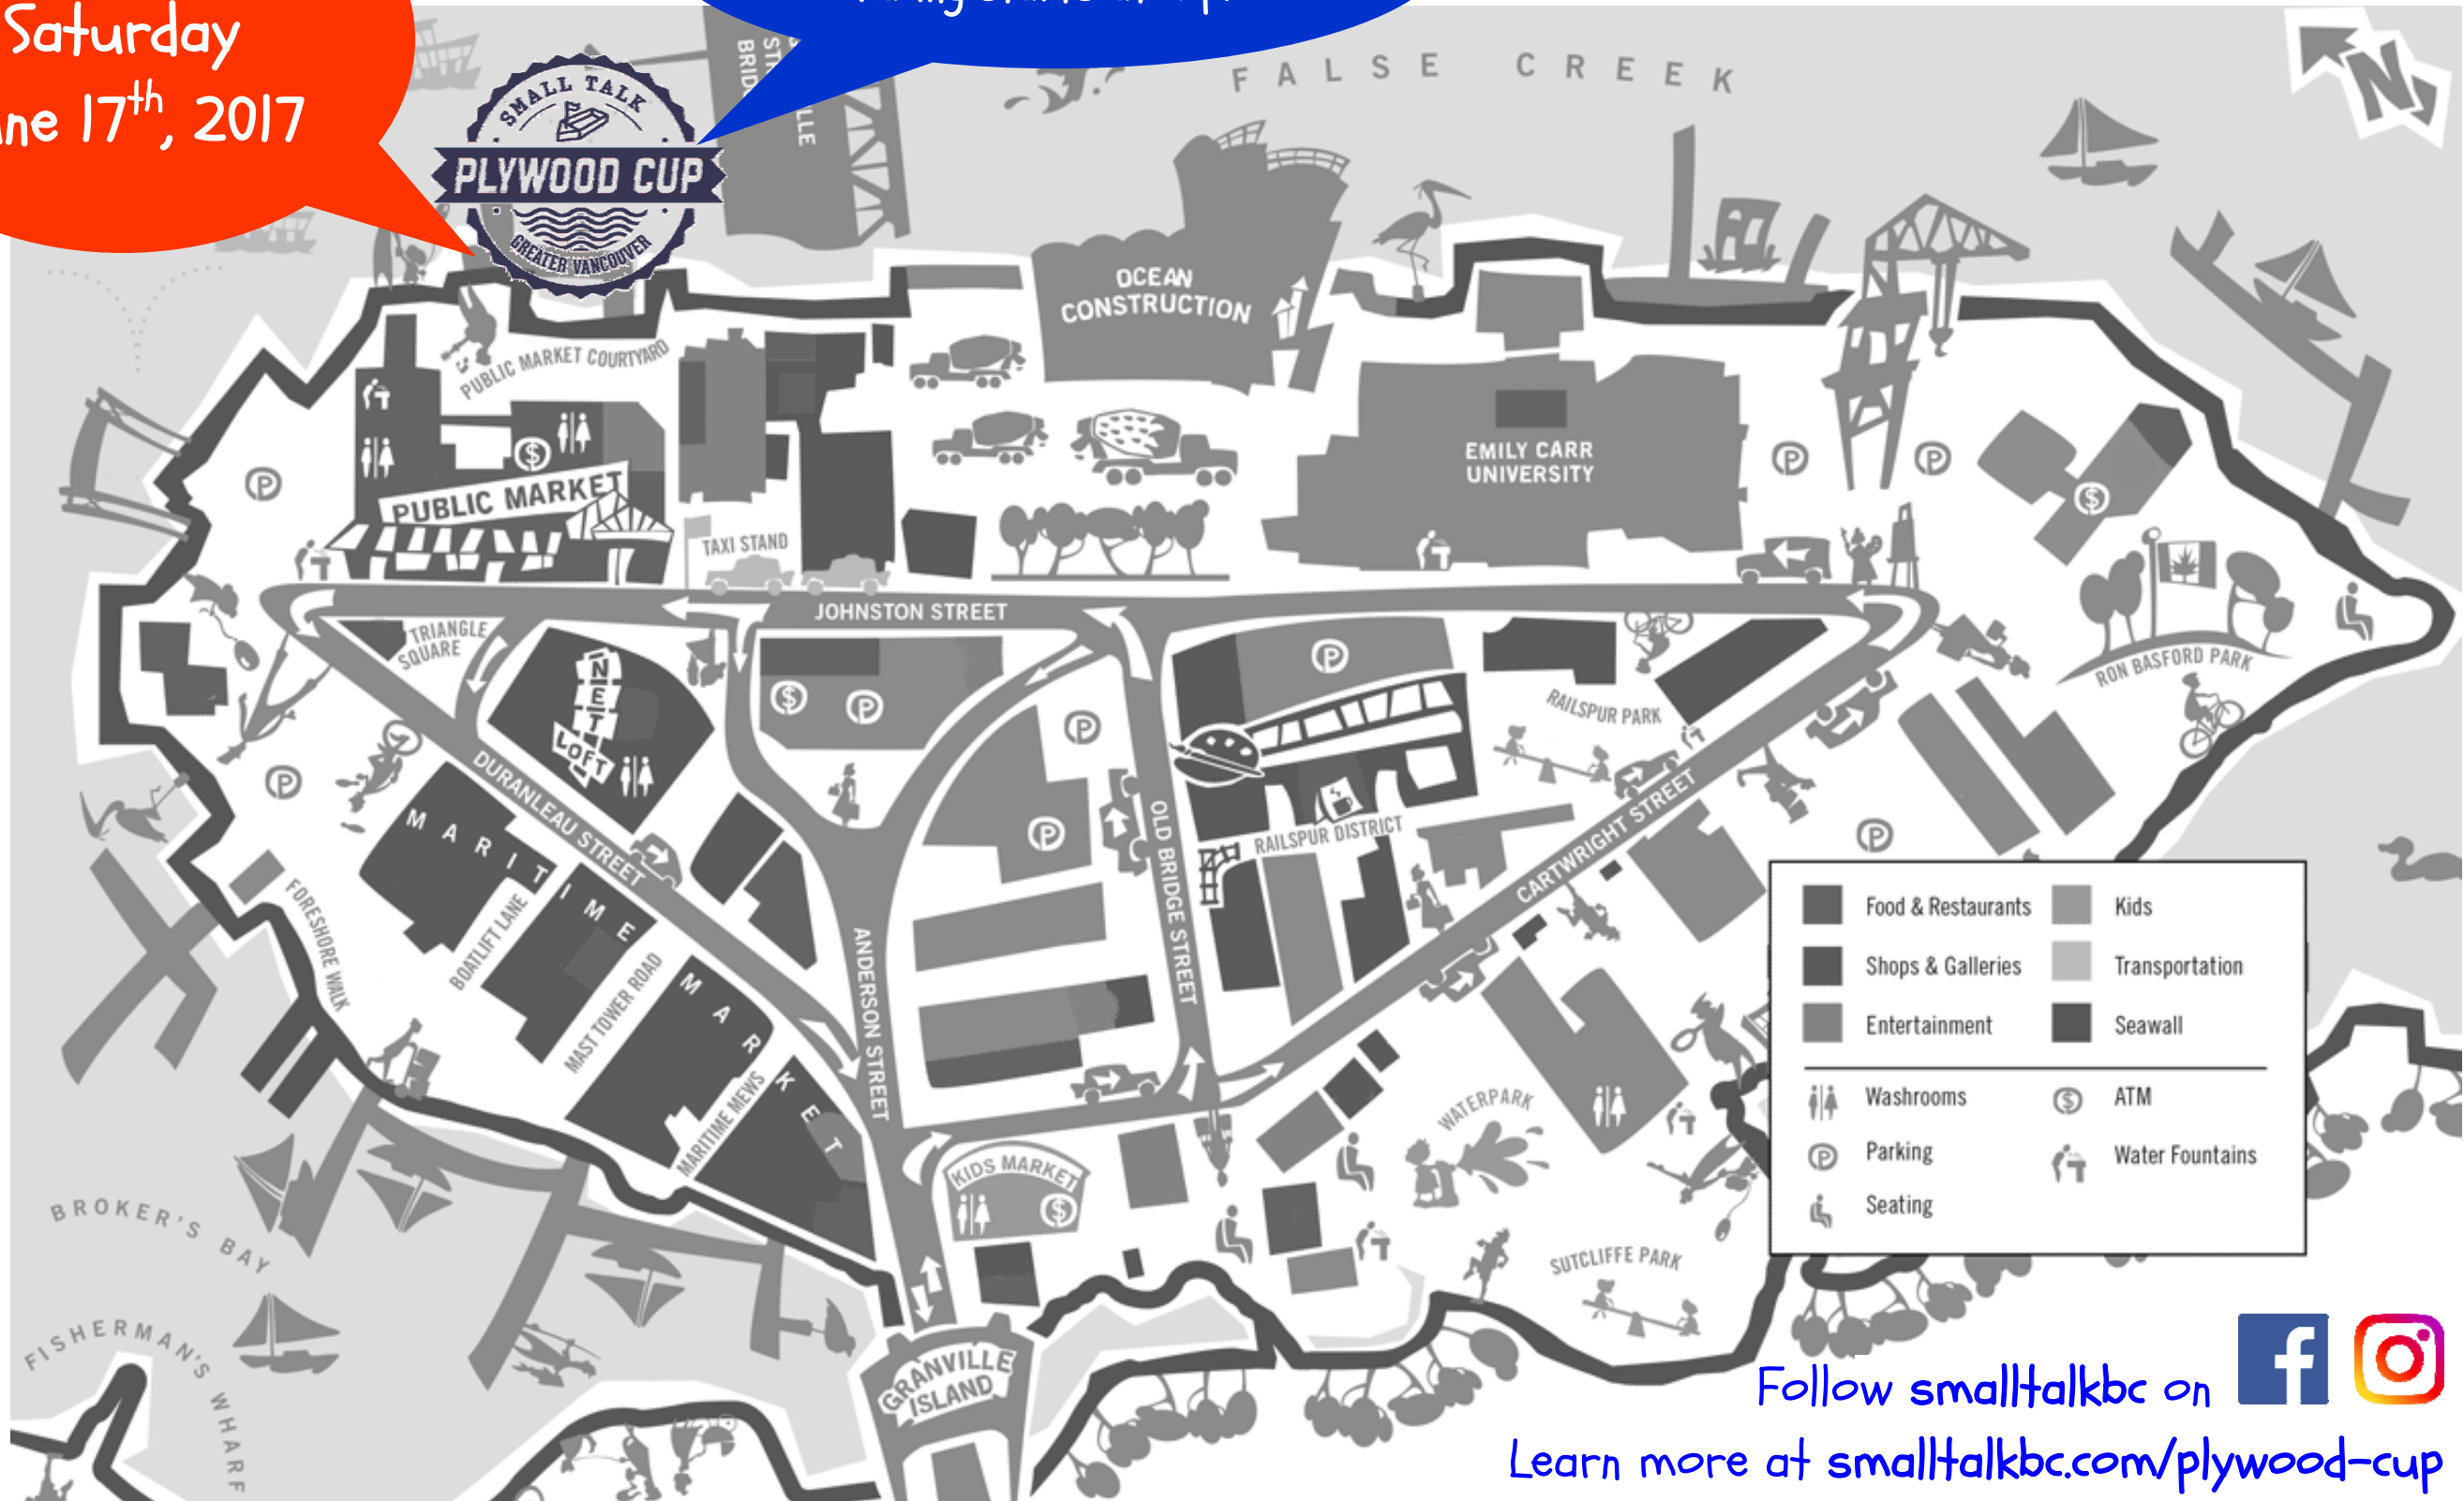 Saturday
17th, 2017
SMALL TALK
PLYWOOD CUP
GREATER VANCOUVER
FALSE CREEK
N
OCEAN
CONSTRUCTION
PUBLIC MARKET COURTYARD
PUBLIC MARKET
TAXI STAND
EMILY CARR
UNIVERSITY
JOHNSTON STREET
TRIANGLE
SQUARE
NET
LOFT
RAILSPUR PARK
RON BASFORD PARK
DURANLEAU STREET
MARITIME
MARKET
BOATLIFT LANE
MAST TOWER ROAD
MARITIME MEWS
FORESHORE WALK
ANDERSON STREET
OLD BRIDGE STREET
RAILSPUR DISTRICT
CARTWRIGHT STREET
KIDS MARKET
WATERPARK
SUTCLIFFE PARK
BROKER'S BAY
FISHERMAN'S WHARF
GRANVILLE
ISLAND
Food & Restaurants
Kids
Shops & Galleries
Transportation
Entertainment
Seawall
Washrooms
ATM
Parking
Water Fountains
Seating
Follow smalltalkbc on
Learn more at smalltalkbc.com/plywood-cup